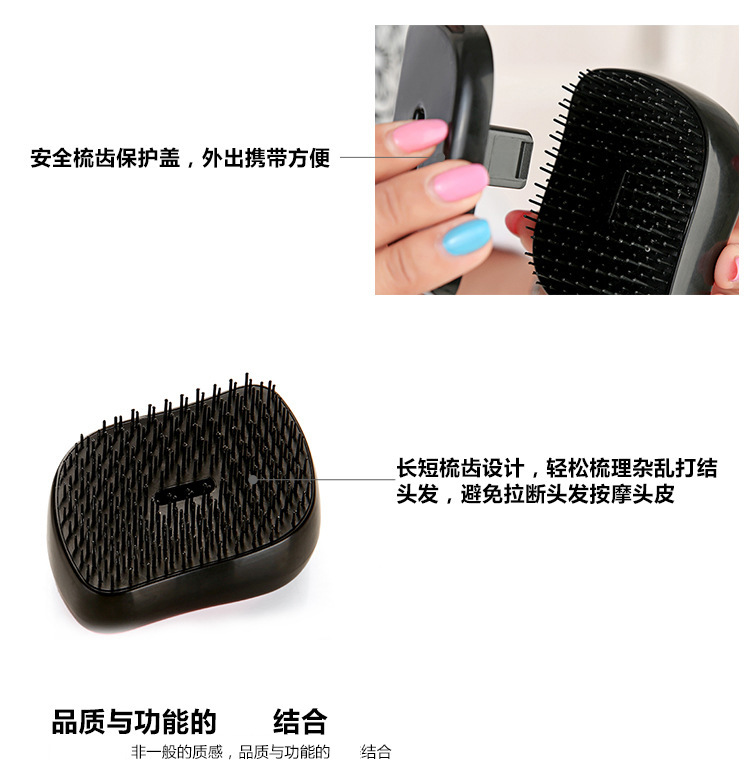 安全梳齿保护盖，外出携带方便
长短梳齿设计，轻松梳理杂乱打结
头发，避免拉断头发按摩头皮
品质与功能的 结合
非一般的质感，品质与功能的 结合